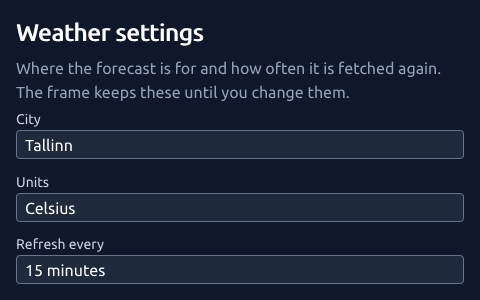 Weather settings
Where the forecast is for and how often it is fetched again.
The frame keeps these until you change them.
City
Tallinn
Units
Celsius
Refresh every
15 minutes